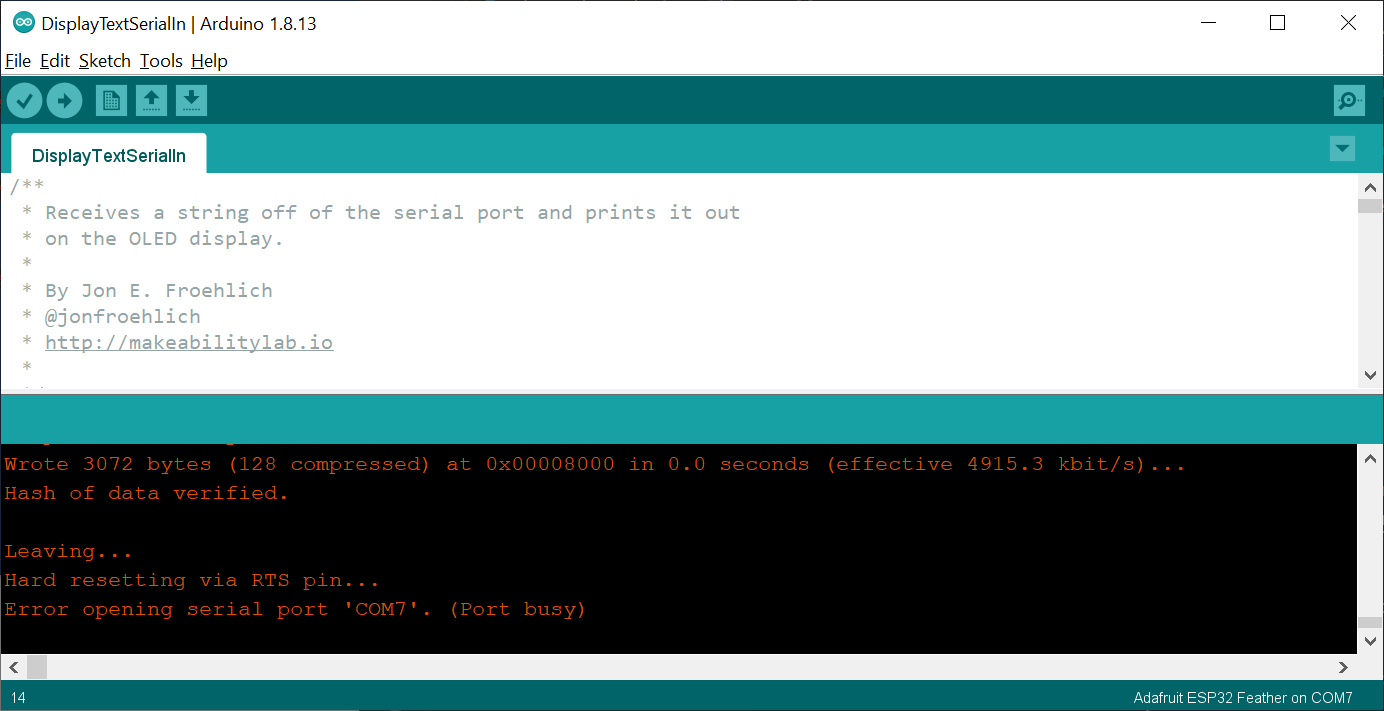 DisplayTextSerialIn | Arduino 1.8.13
File Edit Sketch Tools Help
DisplayTextSerialIn
/**
* Receives a string off of the serial port and prints it out
* on the OLED display.
*
* By Jon E. Froehlich
* @jonfroehlich
* http://makeabilitylab.io
*
Wrote 3072 bytes (128 compressed) at 0x00008000 in 0.0 seconds (effective 4915.3 kbit/s)...
Hash of data verified.
Leaving...
Hard resetting via RTS pin...
Error opening serial port 'COM7'. (Port busy)
14
Adafruit ESP32 Feather on COM7